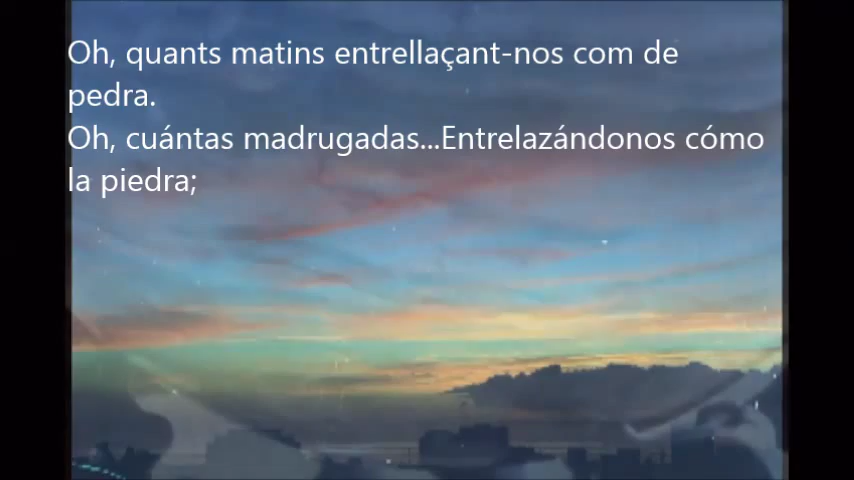 Oh, quants matins entrellaçant-nos com de
pedra.
Oh, cuántas madrugadas...Entrelazándonos cómo
la piedra;